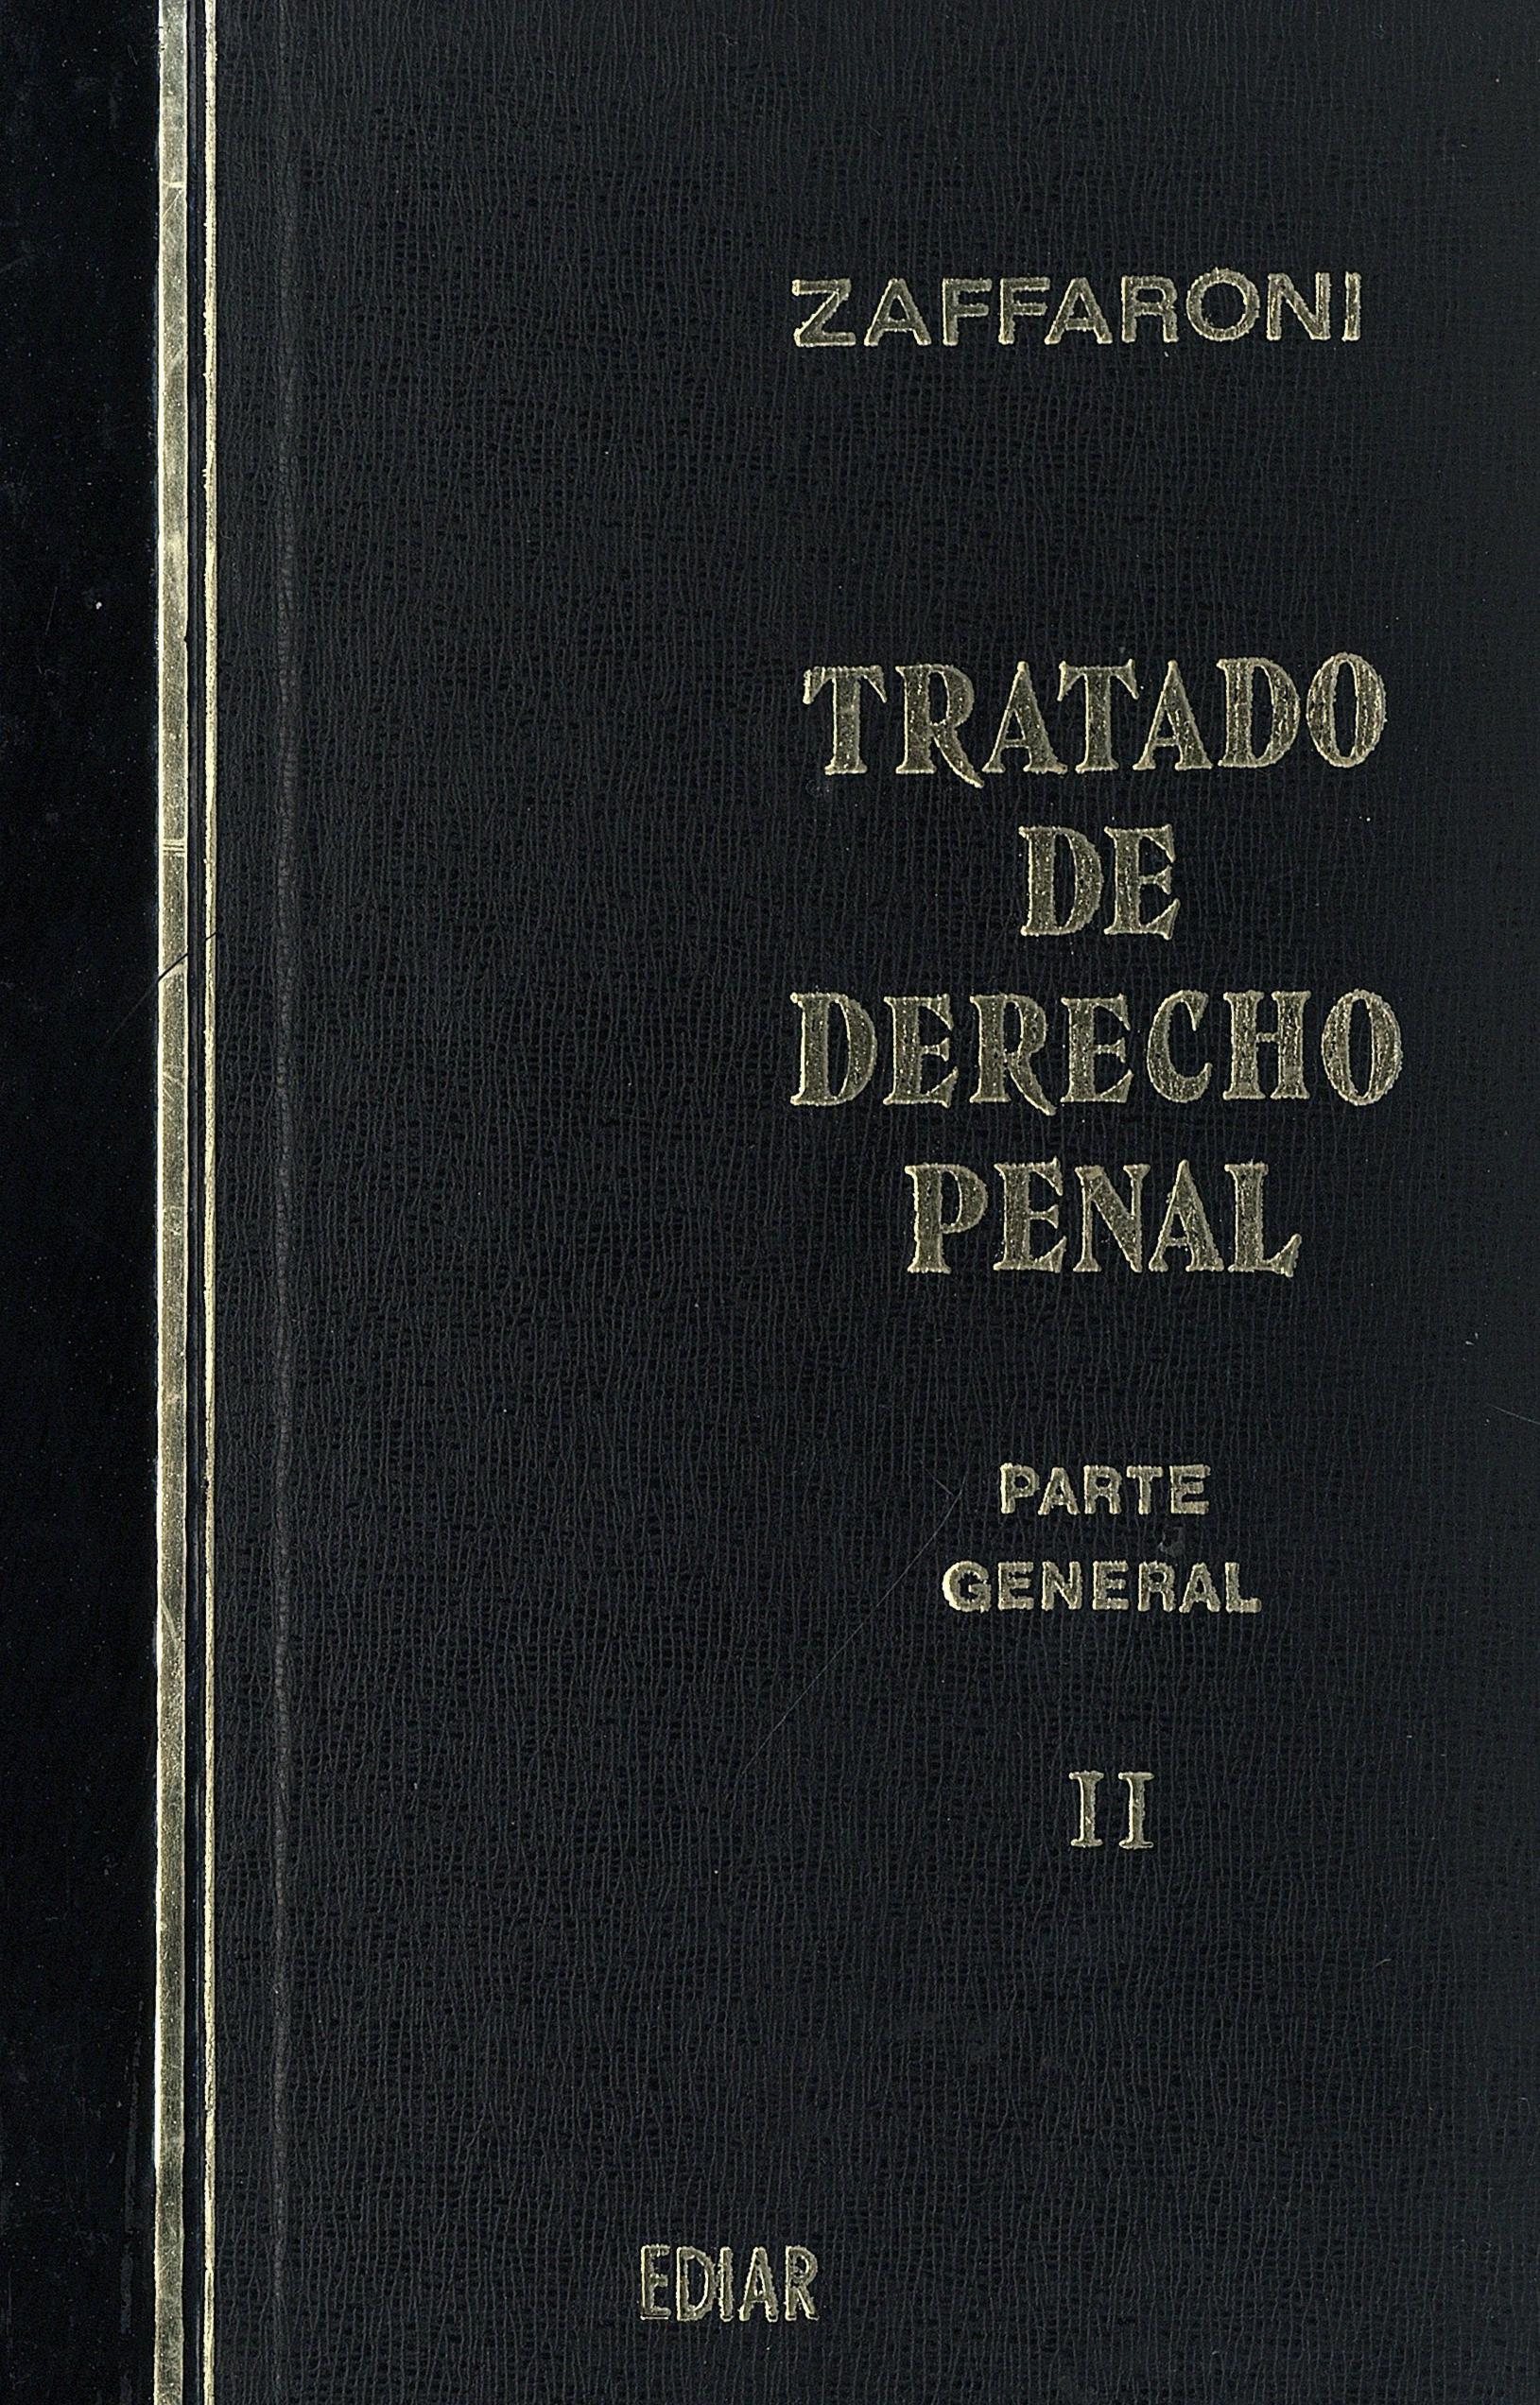 ZAFFARONI
TRATADO
DE
DERECHO
PENAL
PARTE
GENERAL
II
EDIAR